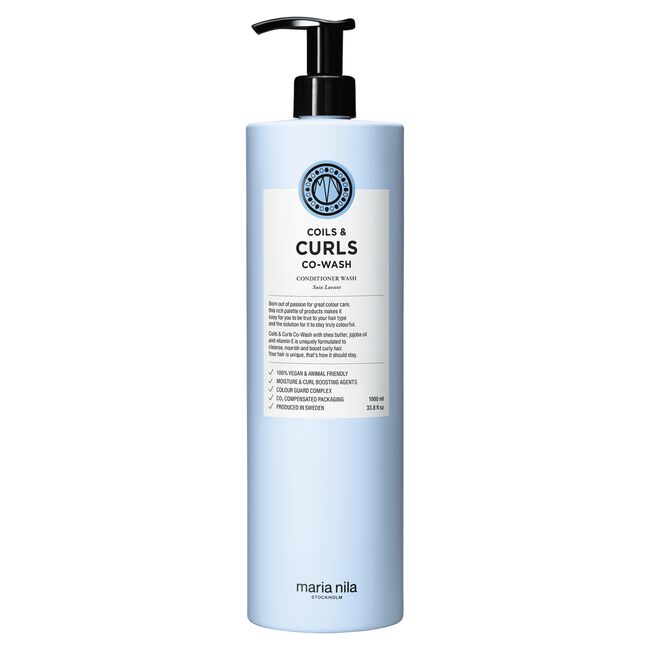 COILS &
CURLS
CO-WASH
CONDITIONER WASH
Soin Lavant
Born out of passion for great colour care,
this rich palette of products makes it
easy for you to be true to your hair type
and the solution for it to stay truly colourful.
Coils & Curls Co-Wash with shea butter, jojoba oil
and vitamin E is uniquely formulated to
cleanse, nourish and boost curly hair.
Your hair is unique, that's how it should stay.
✓ 100% VEGAN & ANIMAL FRIENDLY
✓ MOISTURE & CURL BOOSTING AGENTS
✓ COLOUR GUARD COMPLEX
✓ CO₂ COMPENSATED PACKAGING 1000 ml
✓ PRODUCED IN SWEDEN 33.8 fl oz
maria nila
STOCKHOLM